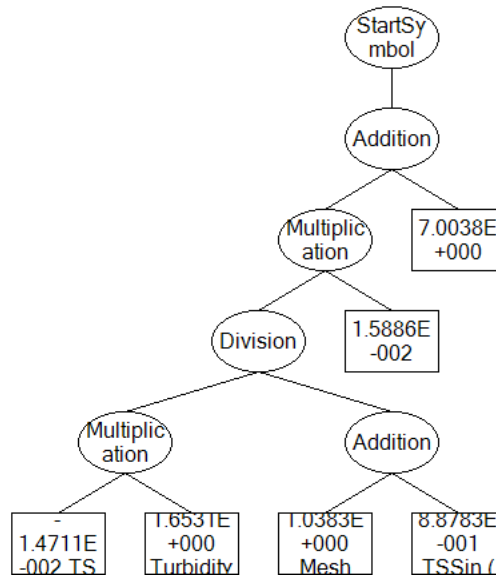 StartSy
mbol
Addition
Multiplic
ation
7.0038E
+000
Division
1.5886E
-002
Multiplic
ation
Addition
-
1.4711E
-002 TS
1.6531E
+000
Turbidity
1.0383E
+000
Mesh
8.8783E
-001
TSSin (